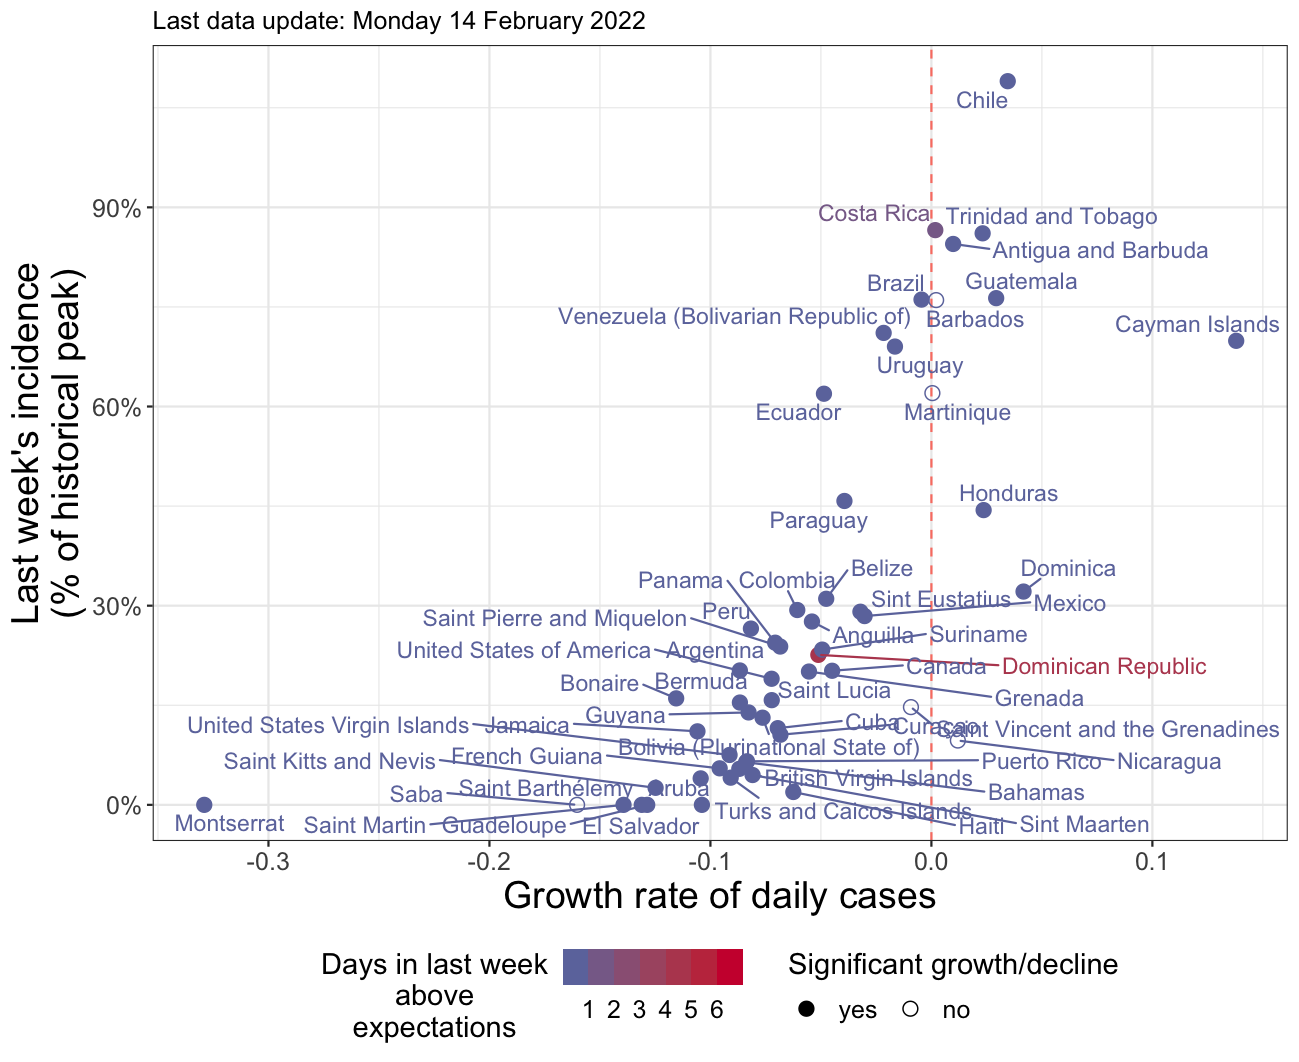 Last data update: Monday 14 February 2022
Last week's incidence
(% of historical peak)
90%
60%
30%
0%
Chile
Costa Rica
Trinidad and Tobago
Antigua and Barbuda
Brazil
Guatemala
Venezuela (Bolivarian Republic of)
Barbados
Cayman Islands
Uruguay
Ecuador
Martinique
Honduras
Paraguay
Belize
Dominica
Panama
Colombia
Sint Eustatius
Mexico
Saint Pierre and Miquelon
Peru
Anguilla
Suriname
United States of America
Argentina
Canada
Dominican Republic
Bonaire
Bermuda
Saint Lucia
Grenada
Guyana
United States Virgin Islands
Jamaica
Cuba
Curacao
Saint Vincent and the Grenadines
Bolivia (Plurinational State of)
Saint Kitts and Nevis
French Guiana
Puerto Rico
Nicaragua
British Virgin Islands
Saba
Saint Barthélemy
Aruba
Bahamas
Turks and Caicos Islands
Montserrat
Saint Martin
Guadeloupe
El Salvador
Haiti
Sint Maarten
-0.3
-0.2
-0.1
0.0
0.1
Growth rate of daily cases
Days in last week
above
expectations
1 2 3 4 5 6
Significant growth/decline
yes
no